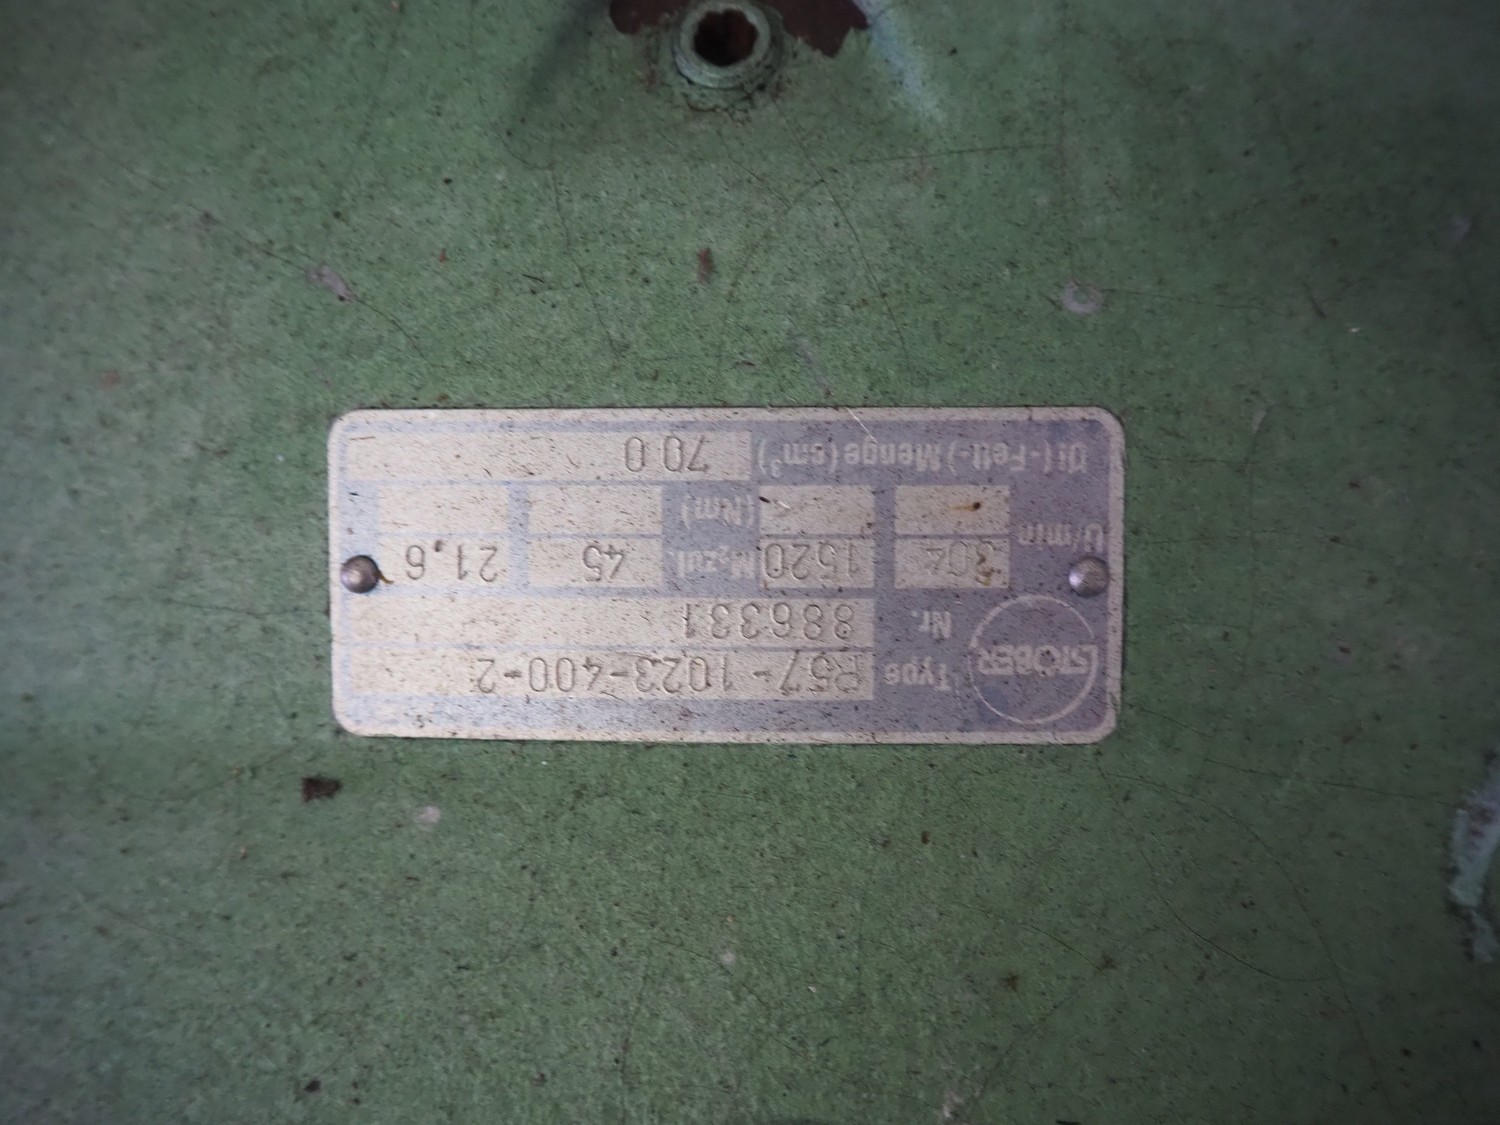 STÖBER
Type R57-1023-400-2
Nr. 886331
U/min 304 1520 M₂zul. (Nm) 45 21,6
Öl(-Fett-)Menge(cm³) 700